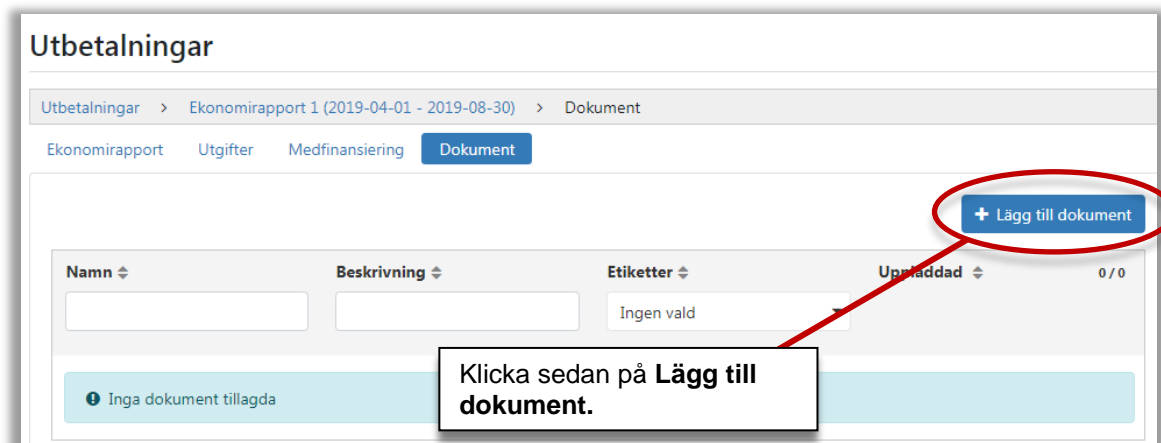 Utbetalningar
Utbetalningar > Ekonomirapport 1 (2019-04-01 - 2019-08-30) > Dokument
Ekonomirapport Utgifter Medfinansiering Dokument
+ Lägg till dokument
Namn Beskrivning Etiketter Uppladdad 0 / 0
Ingen vald
Klicka sedan på Lägg till
dokument.
Inga dokument tillagda